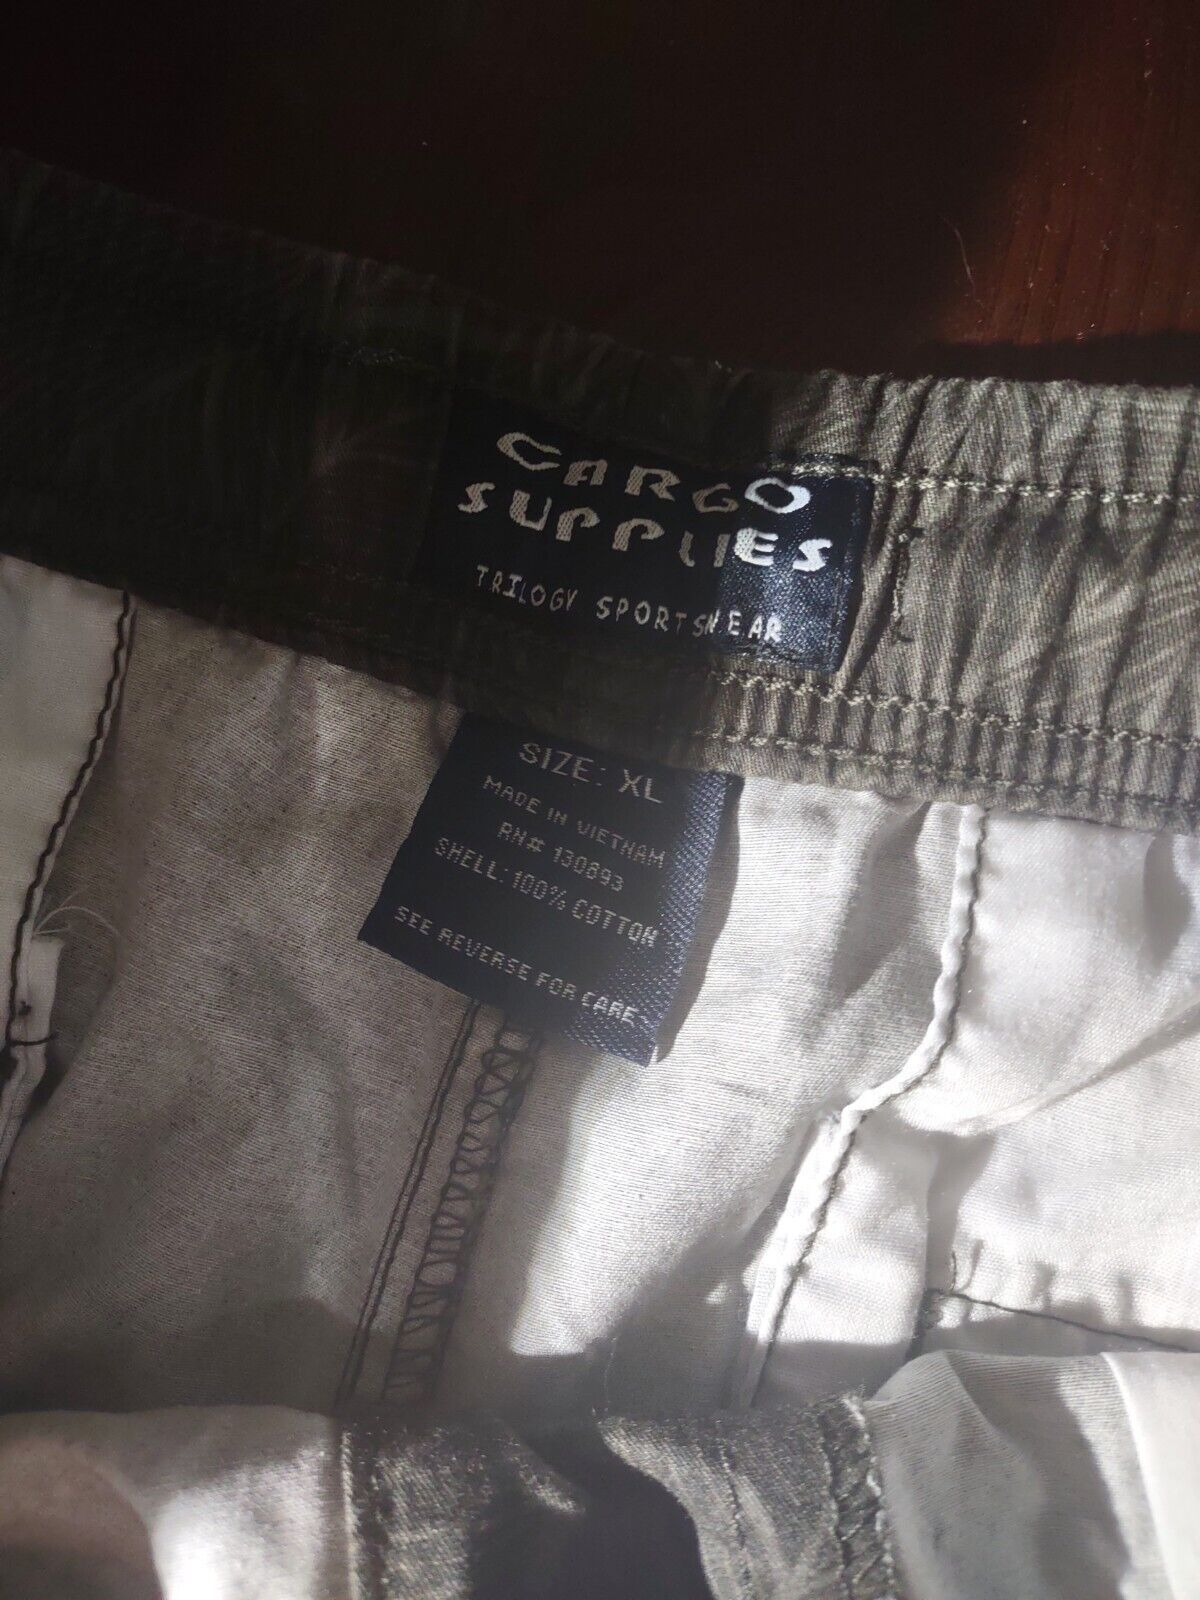 CARGO
SUPPLIES
TRILOGY SPORTSWEAR
SIZE: XL
MADE IN VIETNAM
RN# 130893
SHELL: 100% COTTON
SEE REVERSE FOR CARE